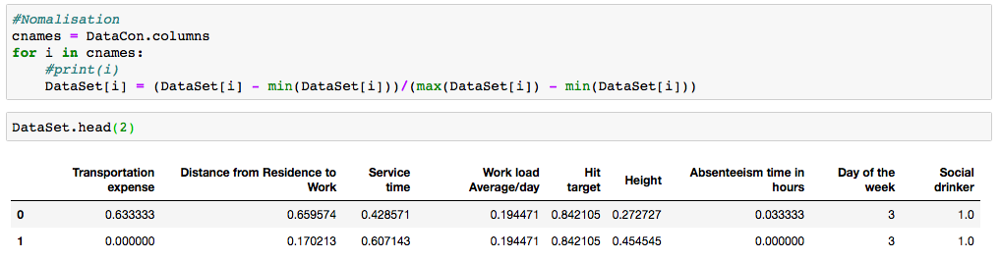 #Nomalisation
cnames = DataCon.columns
for i in cnames:
    #print(i)
    DataSet[i] = (DataSet[i] - min(DataSet[i]))/(max(DataSet[i]) - min(DataSet[i]))
DataSet.head(2)
Transportation expense Distance from Residence to Work Service time Work load Average/day Hit target Height Absenteeism time in hours Day of the week Social drinker
0 0.633333 0.659574 0.428571 0.194471 0.842105 0.272727 0.033333 3 1.0
1 0.000000 0.170213 0.607143 0.194471 0.842105 0.454545 0.000000 3 1.0